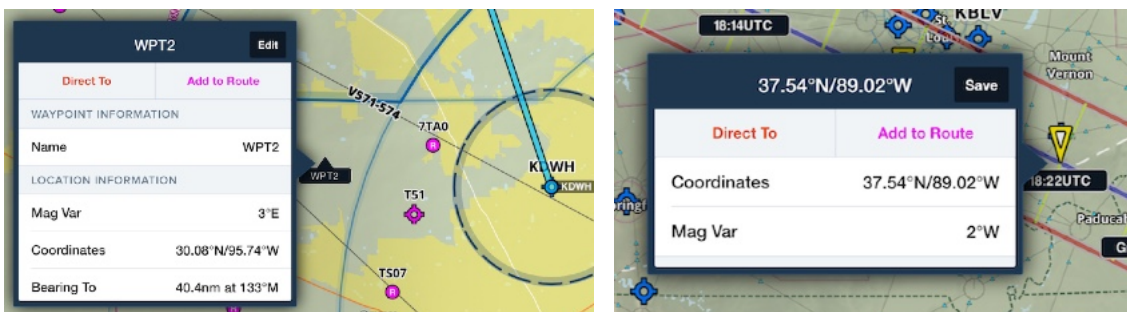 WPT2
Edit
Direct To
Add to Route
WAYPOINT INFORMATION
Name
WPT2
LOCATION INFORMATION
Mag Var
3°E
Coordinates
30.08°N/95.74°W
Bearing To
40.4nm at 133°M
V571-574
7TA0
R
WPT2
T51
KDWH
KDWH
TS07
R
18:14UTC
KBLV
St.
Louis
Mount
Vernon
37.54°N/89.02°W
Save
Direct To
Add to Route
Coordinates
37.54°N/89.02°W
Mag Var
2°W
18:22UTC
G